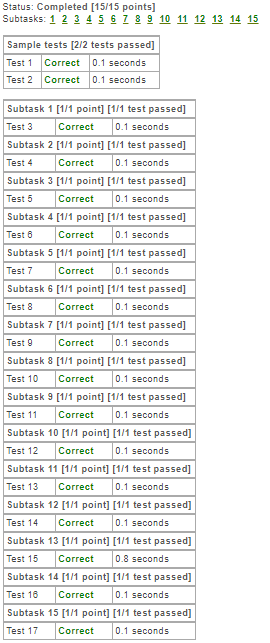 Status: Completed [15/15 points]
Subtasks: 1 2 3 4 5 6 7 8 9 10 11 12 13 14 15
Sample tests [2/2 tests passed]
Test 1 Correct 0.1 seconds
Test 2 Correct 0.1 seconds
Subtask 1 [1/1 point] [1/1 test passed]
Test 3 Correct 0.1 seconds
Subtask 2 [1/1 point] [1/1 test passed]
Test 4 Correct 0.1 seconds
Subtask 3 [1/1 point] [1/1 test passed]
Test 5 Correct 0.1 seconds
Subtask 4 [1/1 point] [1/1 test passed]
Test 6 Correct 0.1 seconds
Subtask 5 [1/1 point] [1/1 test passed]
Test 7 Correct 0.1 seconds
Subtask 6 [1/1 point] [1/1 test passed]
Test 8 Correct 0.1 seconds
Subtask 7 [1/1 point] [1/1 test passed]
Test 9 Correct 0.1 seconds
Subtask 8 [1/1 point] [1/1 test passed]
Test 10 Correct 0.1 seconds
Subtask 9 [1/1 point] [1/1 test passed]
Test 11 Correct 0.1 seconds
Subtask 10 [1/1 point] [1/1 test passed]
Test 12 Correct 0.1 seconds
Subtask 11 [1/1 point] [1/1 test passed]
Test 13 Correct 0.1 seconds
Subtask 12 [1/1 point] [1/1 test passed]
Test 14 Correct 0.1 seconds
Subtask 13 [1/1 point] [1/1 test passed]
Test 15 Correct 0.8 seconds
Subtask 14 [1/1 point] [1/1 test passed]
Test 16 Correct 0.1 seconds
Subtask 15 [1/1 point] [1/1 test passed]
Test 17 Correct 0.1 seconds